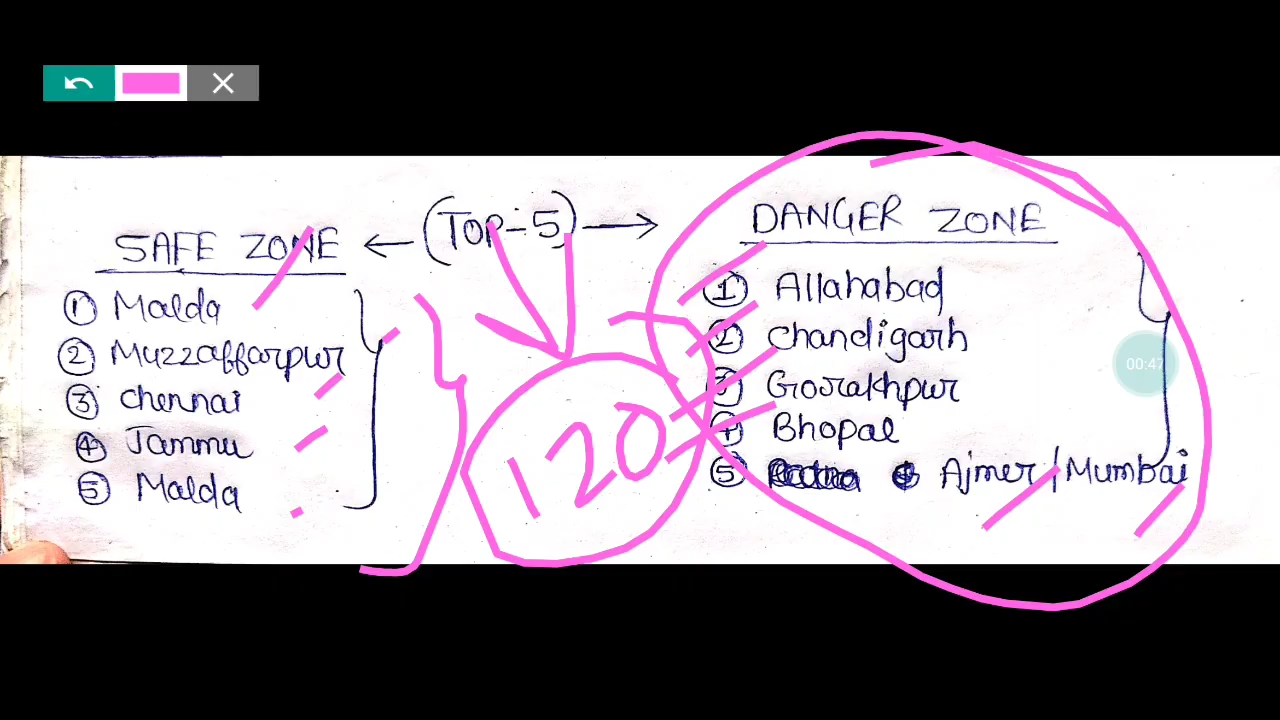 (TOP-5)
SAFE ZONE
① Malda
② Muzzaffarpur
③ Chennai
④ Jammu
⑤ Malda
DANGER ZONE
① Allahabad
② Chandigarh
③ Gorakhpur
④ Bhopal
⑤ Ajmer/Mumbai
120
00:47